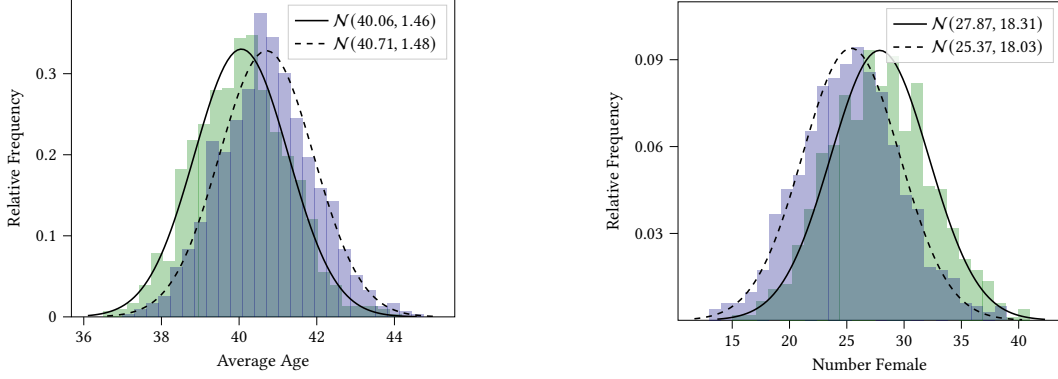 𝒩(40.06, 1.46)
𝒩(40.71, 1.48)
0.3
0.2
0.1
0
Relative Frequency
36 38 40 42 44
Average Age
𝒩(27.87, 18.31)
𝒩(25.37, 18.03)
0.09
0.06
0.03
Relative Frequency
15 20 25 30 35 40
Number Female